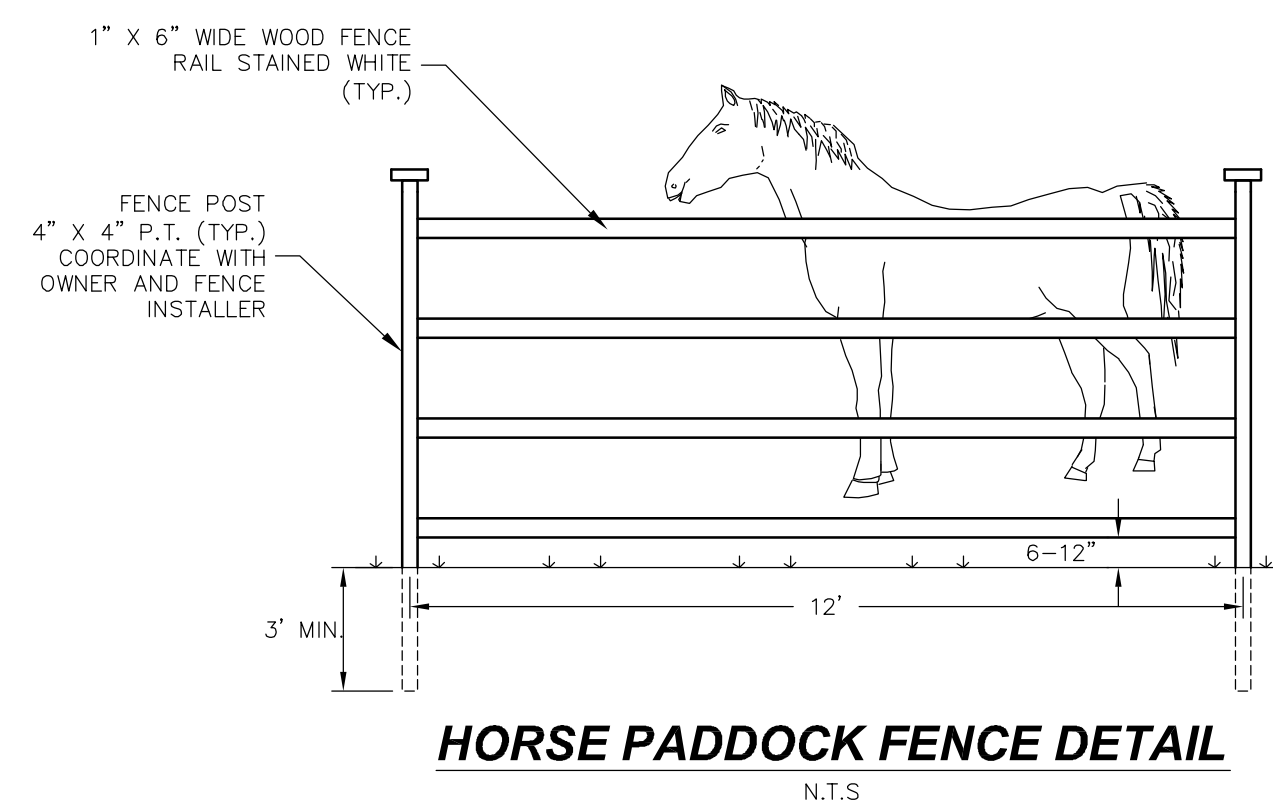 1” X 6” WIDE WOOD FENCE
RAIL STAINED WHITE
(TYP.)
FENCE POST
4” X 4” P.T. (TYP.)
COORDINATE WITH
OWNER AND FENCE
INSTALLER
6–12”
12’
3’ MIN.
HORSE PADDOCK FENCE DETAIL
N.T.S